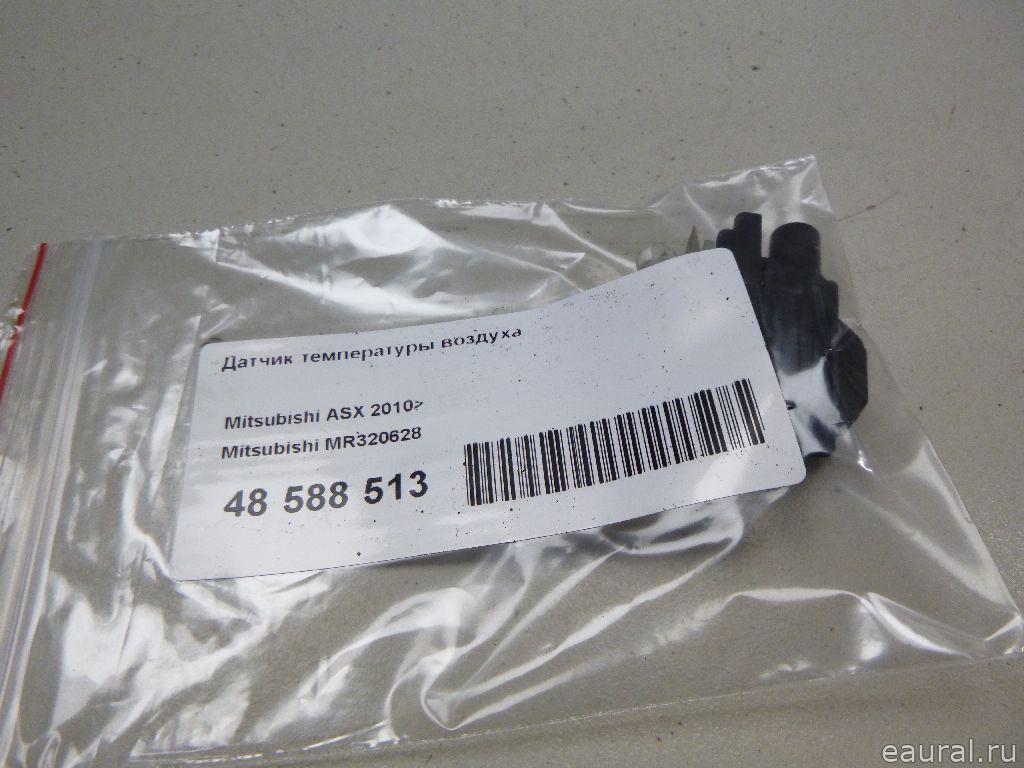 Датчик температуры воздуха
Mitsubishi ASX 2010>
Mitsubishi MR320628
48 588 513
eaural.ru